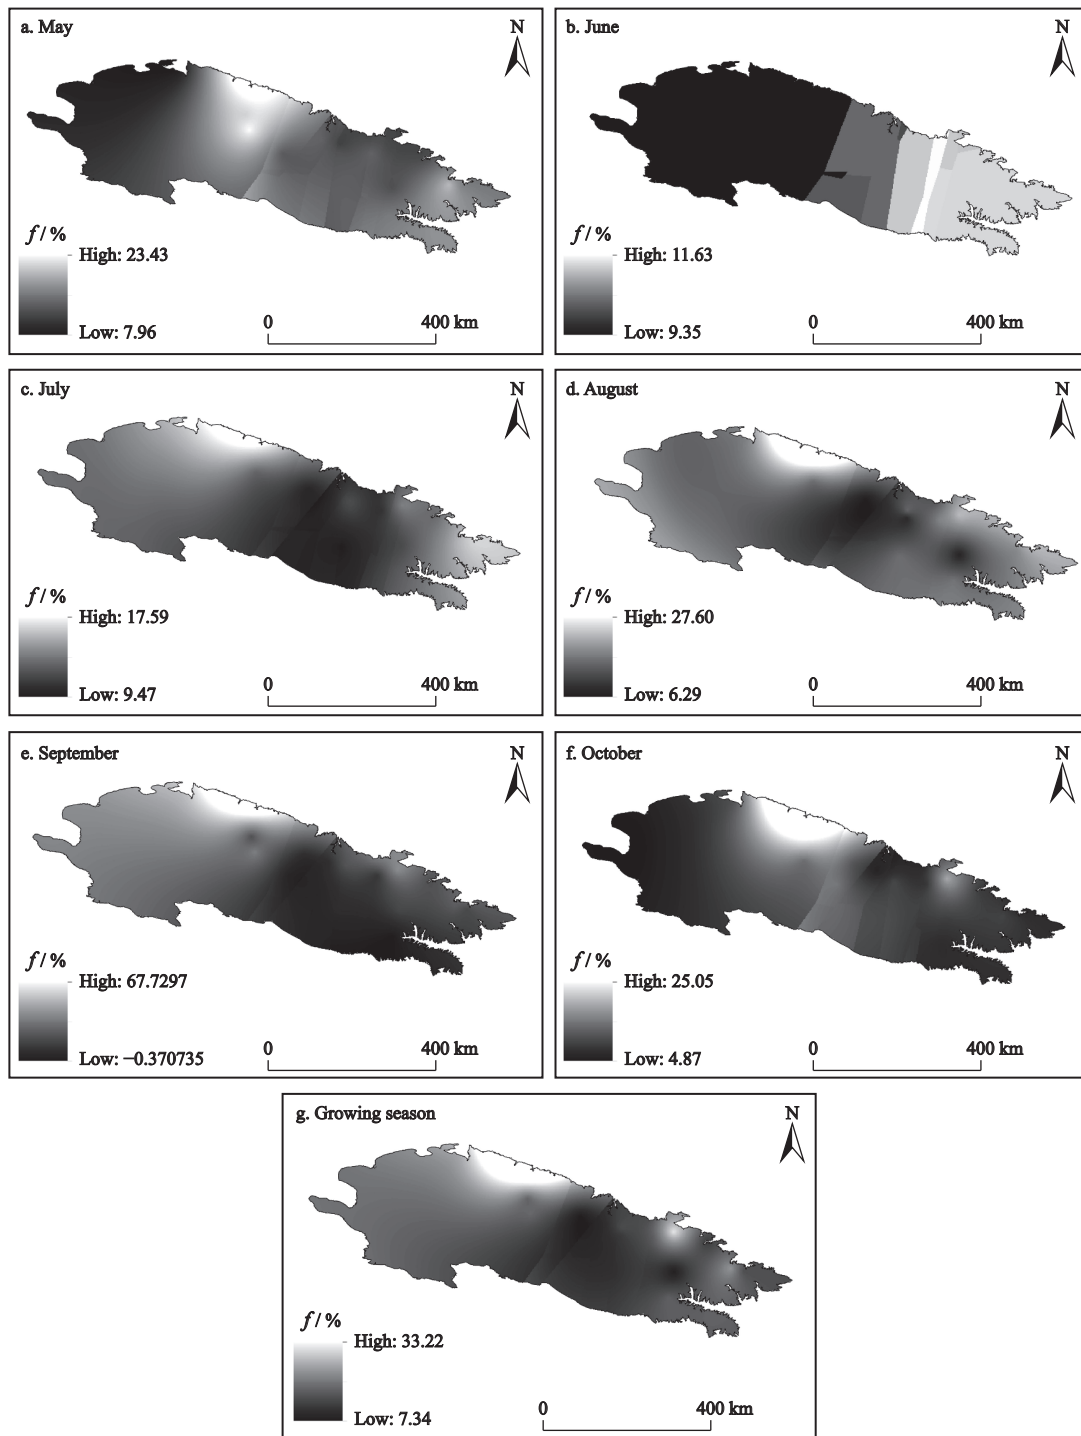 a. May
N
f / %
High: 23.43
Low: 7.96
0 400 km
b. June
N
f / %
High: 11.63
Low: 9.35
0 400 km
c. July
N
f / %
High: 17.59
Low: 9.47
0 400 km
d. August
N
f / %
High: 27.60
Low: 6.29
0 400 km
e. September
N
f / %
High: 67.7297
Low: −0.370735
0 400 km
f. October
N
f / %
High: 25.05
Low: 4.87
0 400 km
g. Growing season
N
f / %
High: 33.22
Low: 7.34
0 400 km